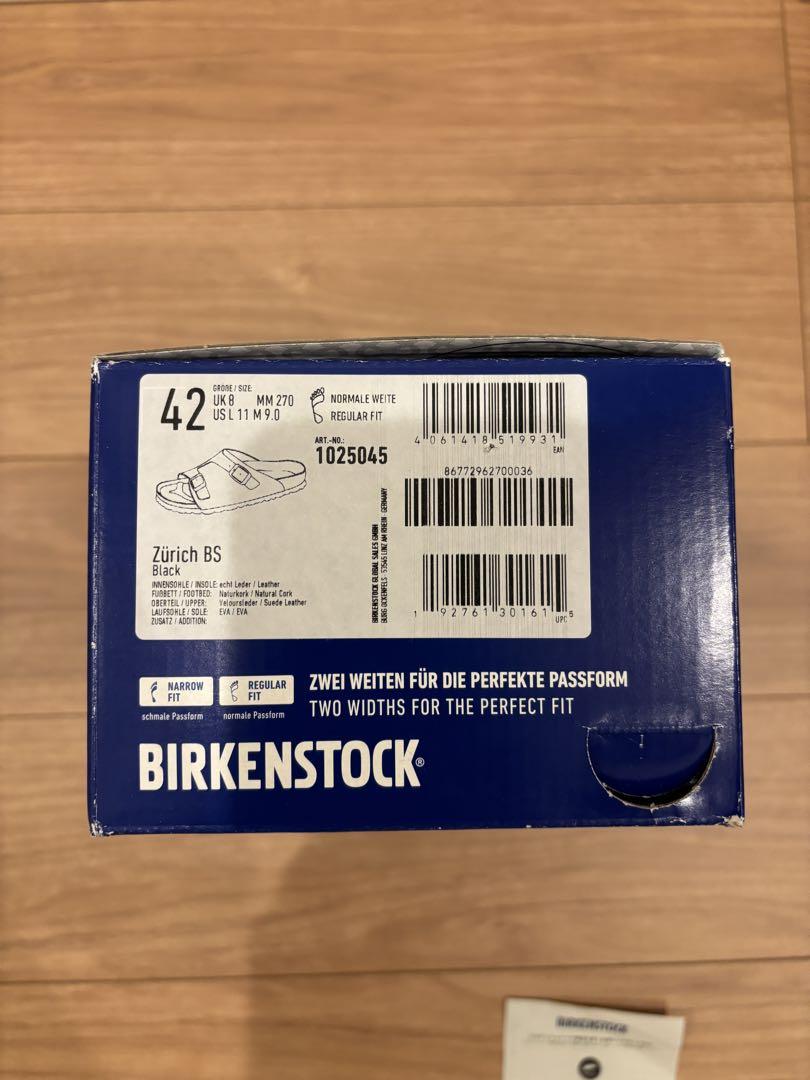 42
GRÖßE / SIZE:
UK 8 MM 270
US L 11 M 9.0
NORMALE WEITE
REGULAR FIT
ART.-NO.:
1025045
4 061418 519931
EAN
86772962700036
1 92761 30161 5
UPC
Zürich BS
Black
INNENSOHLE / INSOLE: echt Leder / Leather
FUßBETT / FOOTBED: Naturkork / Natural Cork
OBERTEIL / UPPER: Veloursleder / Suede Leather
LAUFSOHLE / SOLE: EVA / EVA
ZUSATZ / ADDITION:
BIRKENSTOCK GLOBAL SALES GMBH
BURG OCKENFELS · 53545 LINZ AM RHEIN · GERMANY
NARROW FIT
schmale Passform
REGULAR FIT
normale Passform
ZWEI WEITEN FÜR DIE PERFEKTE PASSFORM
TWO WIDTHS FOR THE PERFECT FIT
BIRKENSTOCK®
BIRKENSTOCK